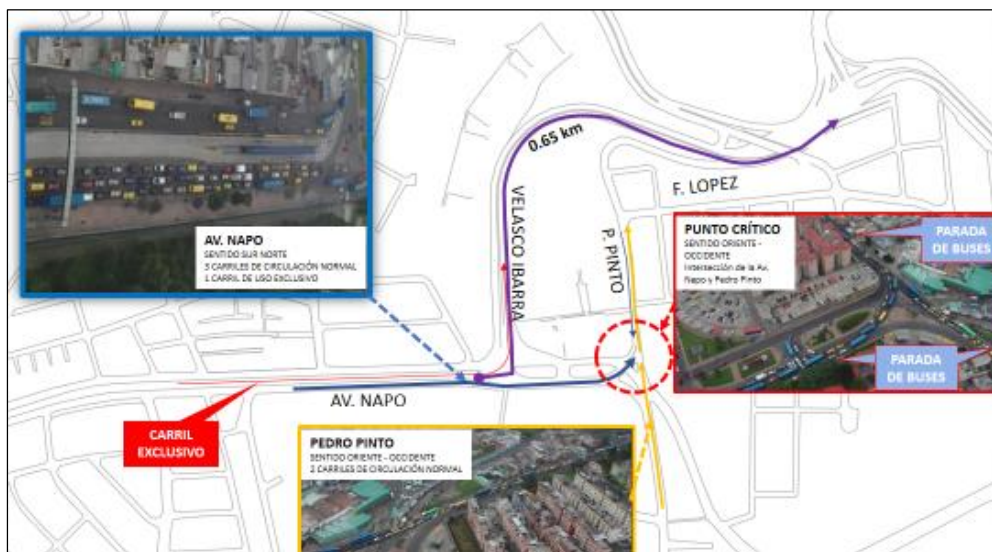 AV. NAPO
SENTIDO SUR NORTE
3 CARRILES DE CIRCULACIÓN NORMAL
1 CARRIL DE USO EXCLUSIVO
0.65 km
VELASCO IBARRA
F. LOPEZ
P. PINTO
PUNTO CRÍTICO
SENTIDO ORIENTE -
OCCIDENTE
Intersección de la Av.
Napo y Pedro Pinto
PARADA
DE BUSES
PARADA
DE BUSES
AV. NAPO
CARRIL
EXCLUSIVO
PEDRO PINTO
SENTIDO ORIENTE - OCCIDENTE
2 CARRILES DE CIRCULACIÓN NORMAL